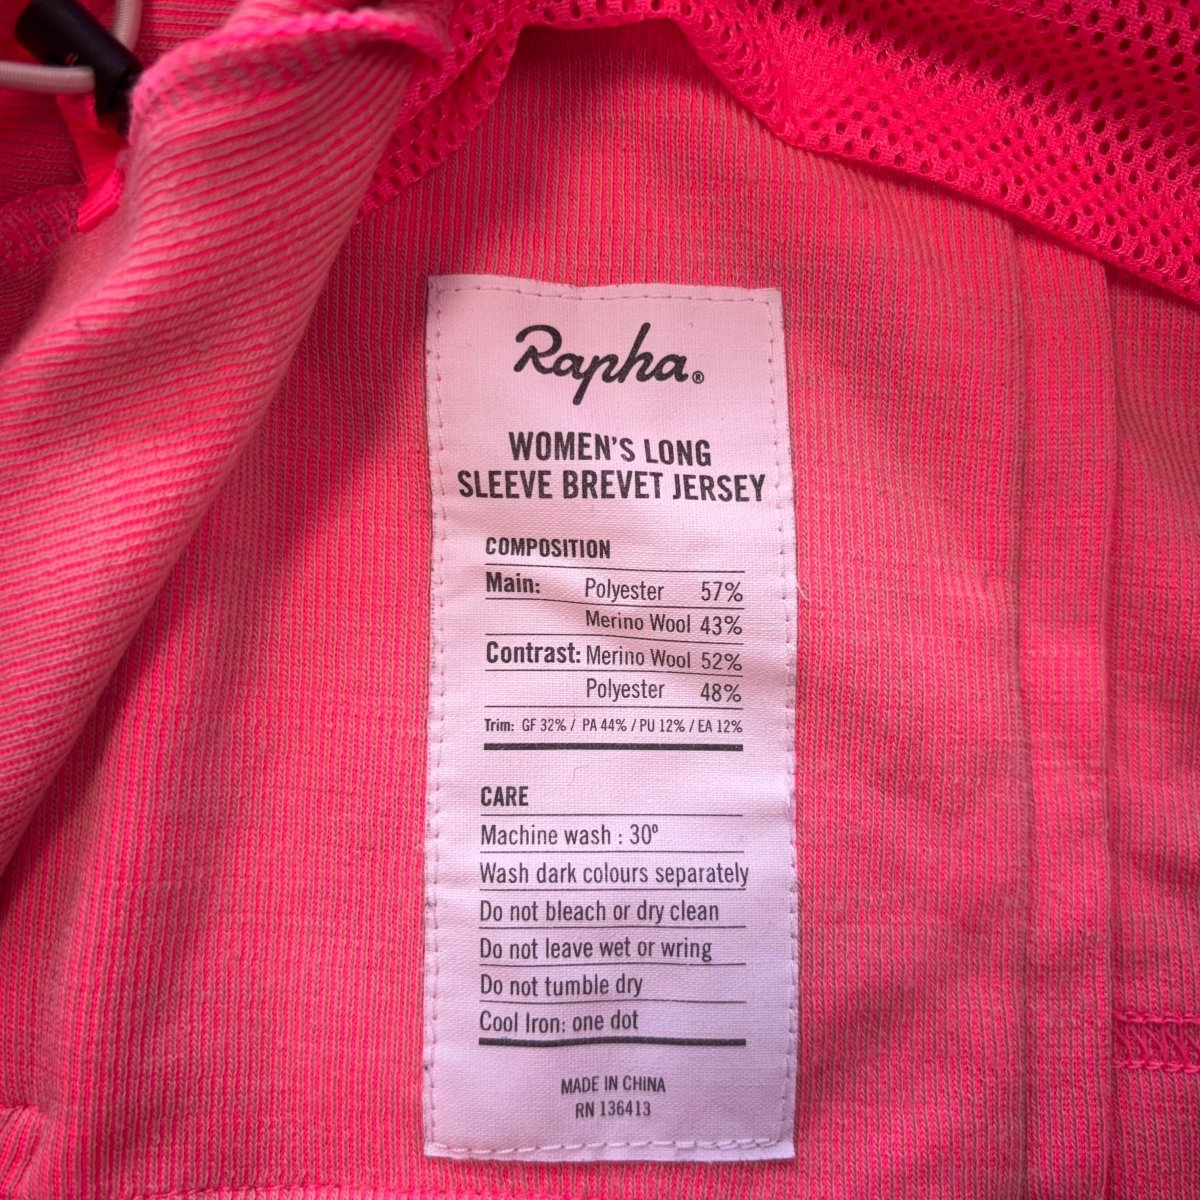 Rapha®
WOMEN'S LONG
SLEEVE BREVET JERSEY
COMPOSITION
Main: Polyester 57%
Merino Wool 43%
Contrast: Merino Wool 52%
Polyester 48%
Trim: GF 32% / PA 44% / PU 12% / EA 12%
CARE
Machine wash : 30º
Wash dark colours separately
Do not bleach or dry clean
Do not leave wet or wring
Do not tumble dry
Cool Iron: one dot
MADE IN CHINA
RN 136413